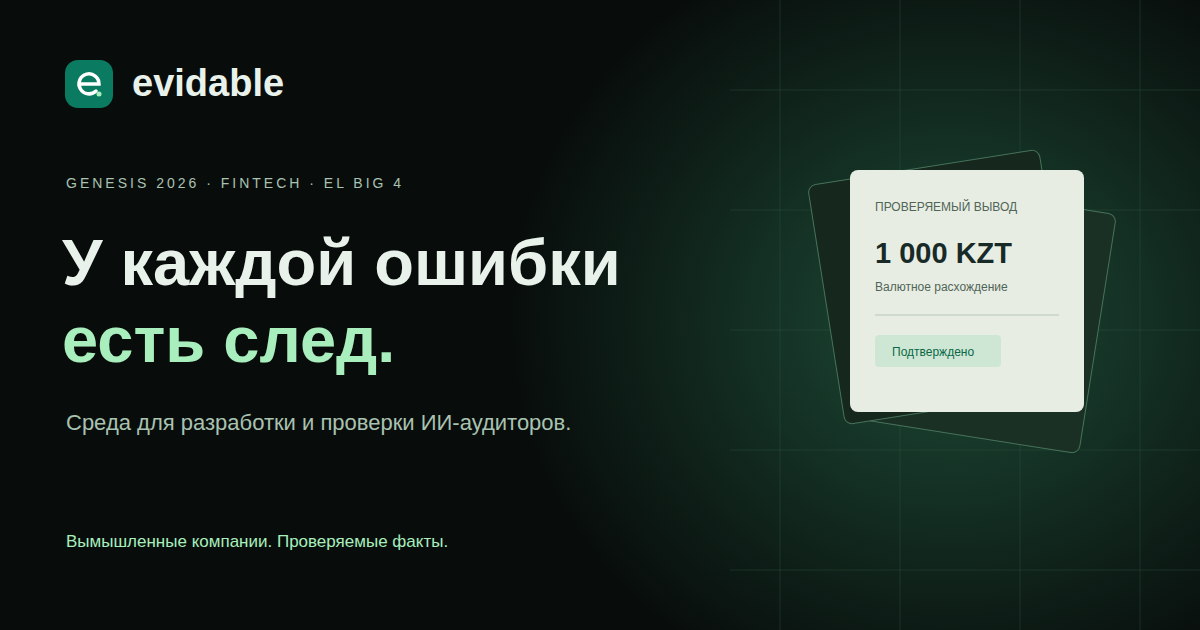 evidable
GENESIS 2026 · FINTECH · EL BIG 4
У каждой ошибки
есть след.
Среда для разработки и проверки ИИ-аудиторов.
Вымышленные компании. Проверяемые факты.
ПРОВЕРЯЕМЫЙ ВЫВОД
1 000 KZT
Валютное расхождение
Подтверждено